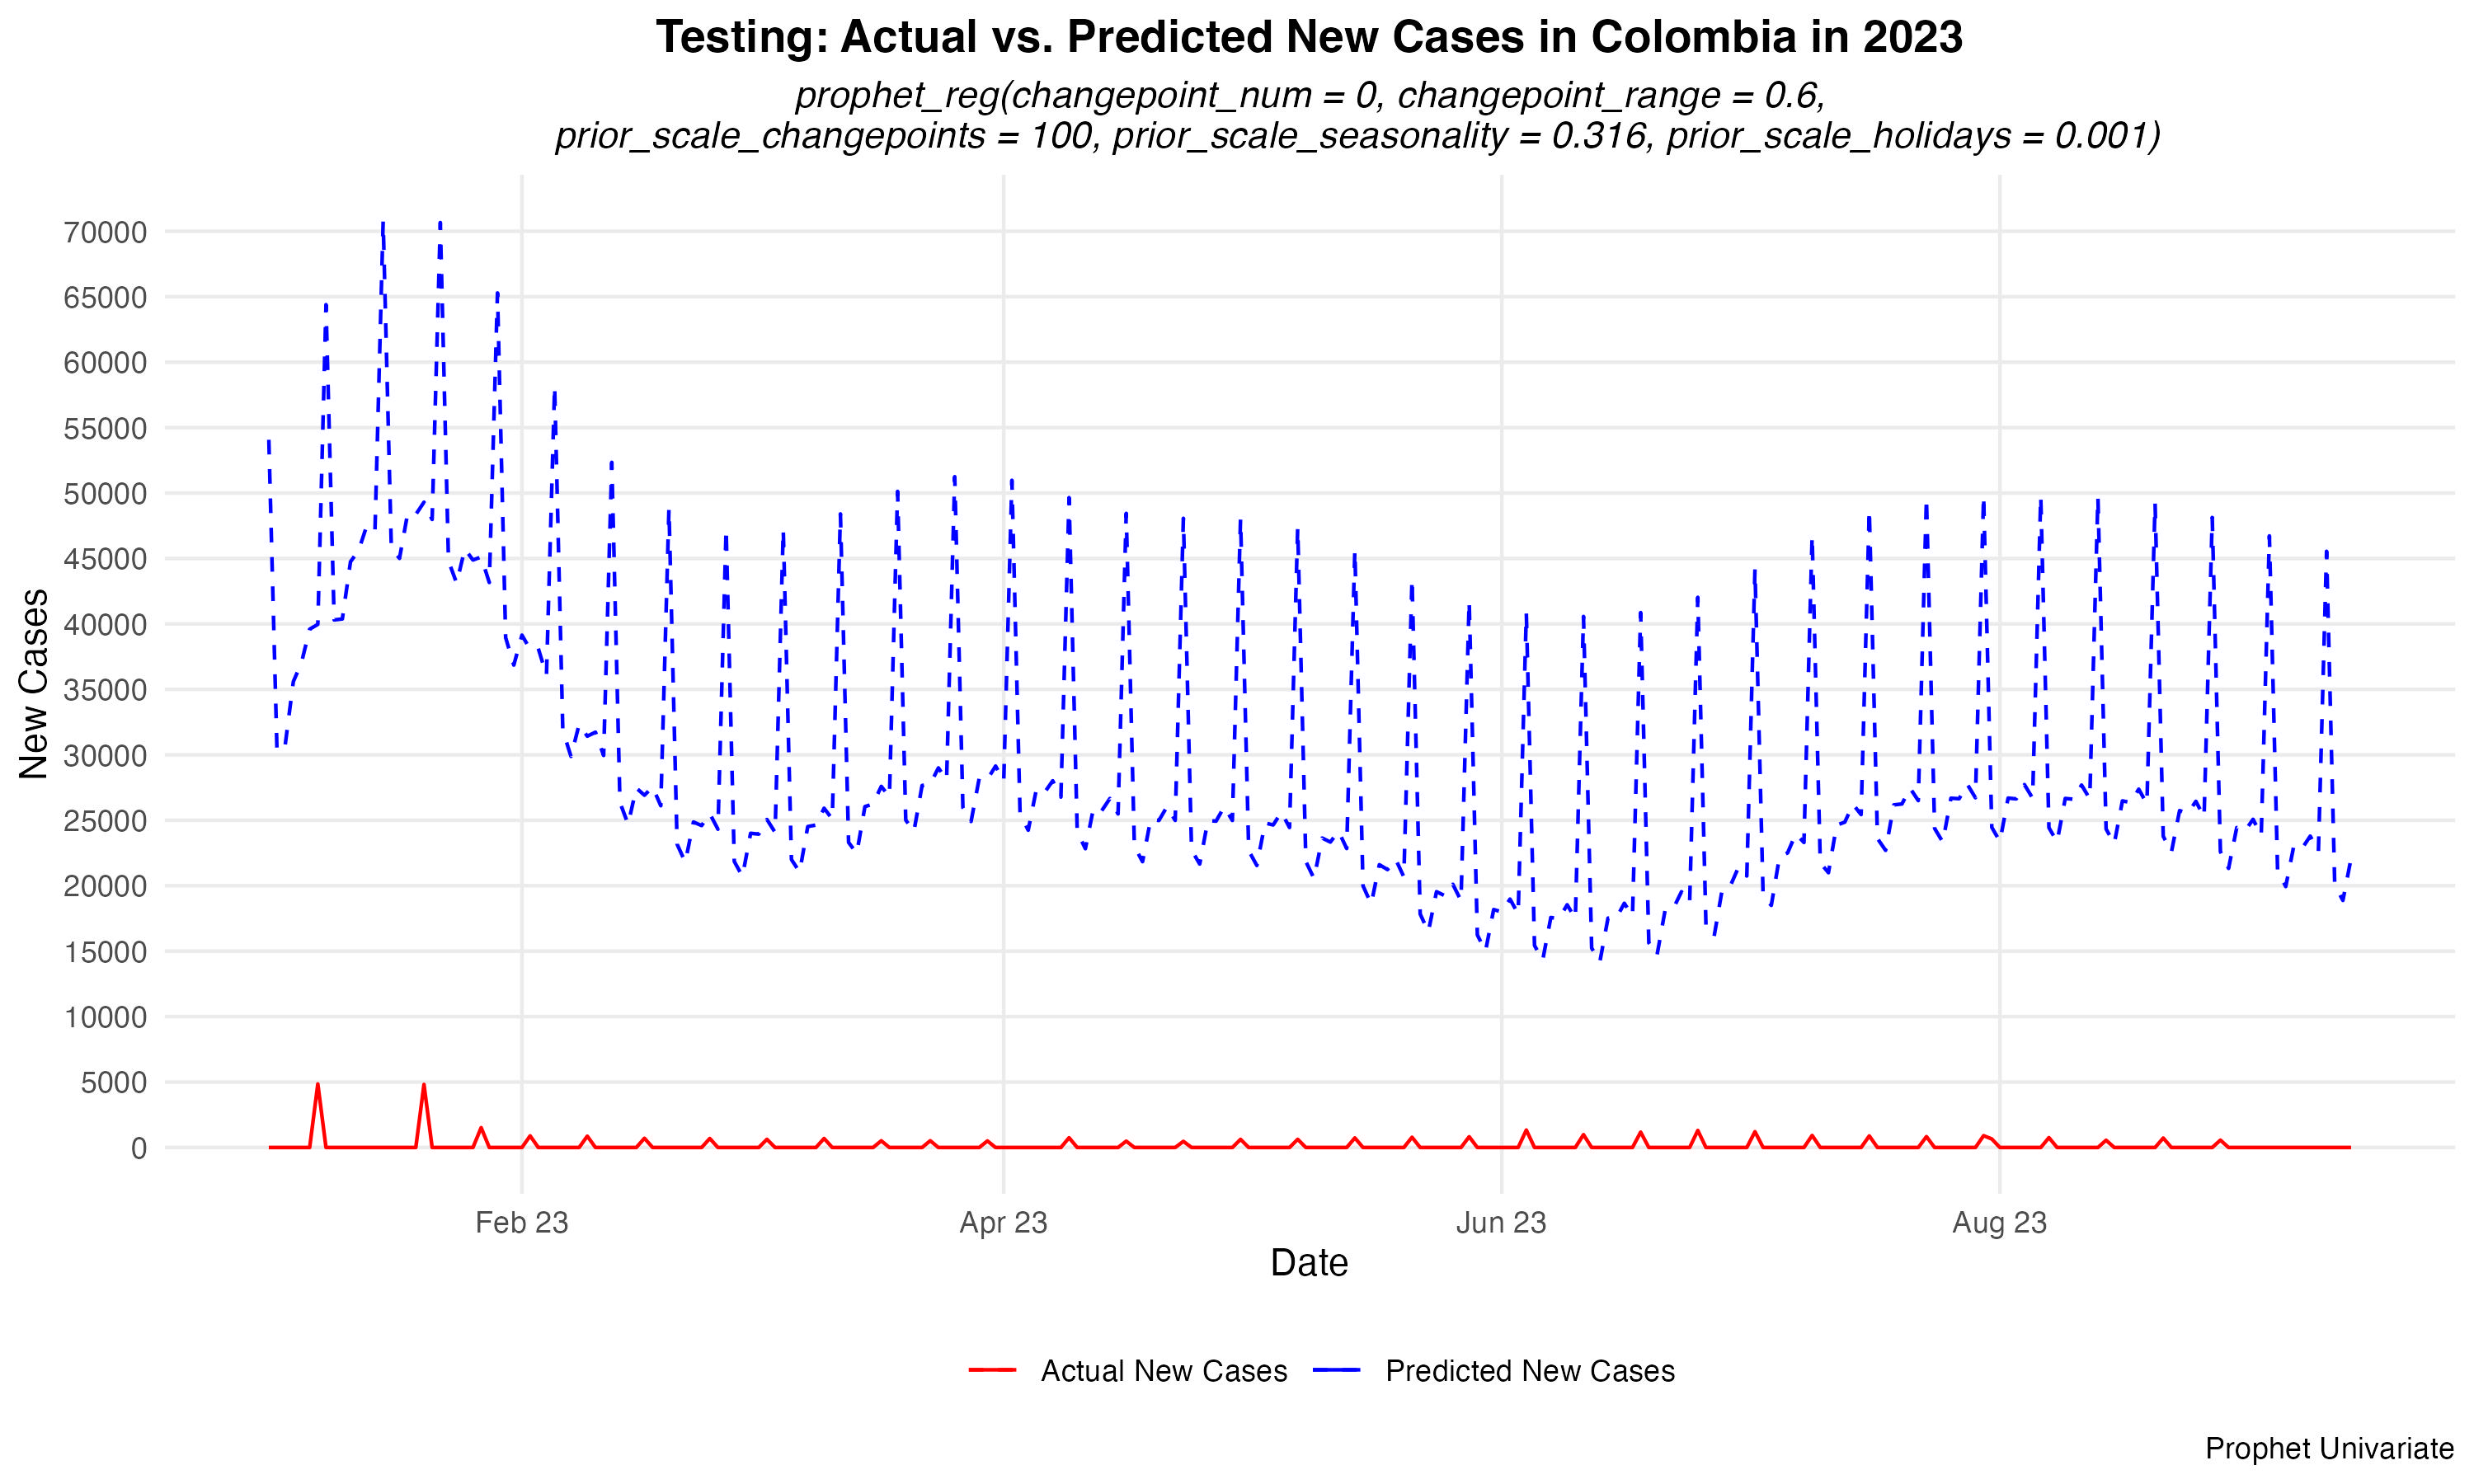 Testing: Actual vs. Predicted New Cases in Colombia in 2023
prophet_reg(changepoint_num = 0, changepoint_range = 0.6,
prior_scale_changepoints = 100, prior_scale_seasonality = 0.316, prior_scale_holidays = 0.001)
New Cases
70000
65000
60000
55000
50000
45000
40000
35000
30000
25000
20000
15000
10000
5000
0
Feb 23 Apr 23 Jun 23 Aug 23
Date
Actual New Cases Predicted New Cases
Prophet Univariate